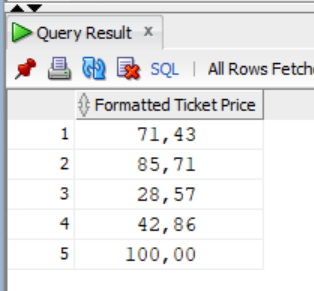 Query Result x
SQL | All Rows Fetch
Formatted Ticket Price
1 71,43
2 85,71
3 28,57
4 42,86
5 100,00